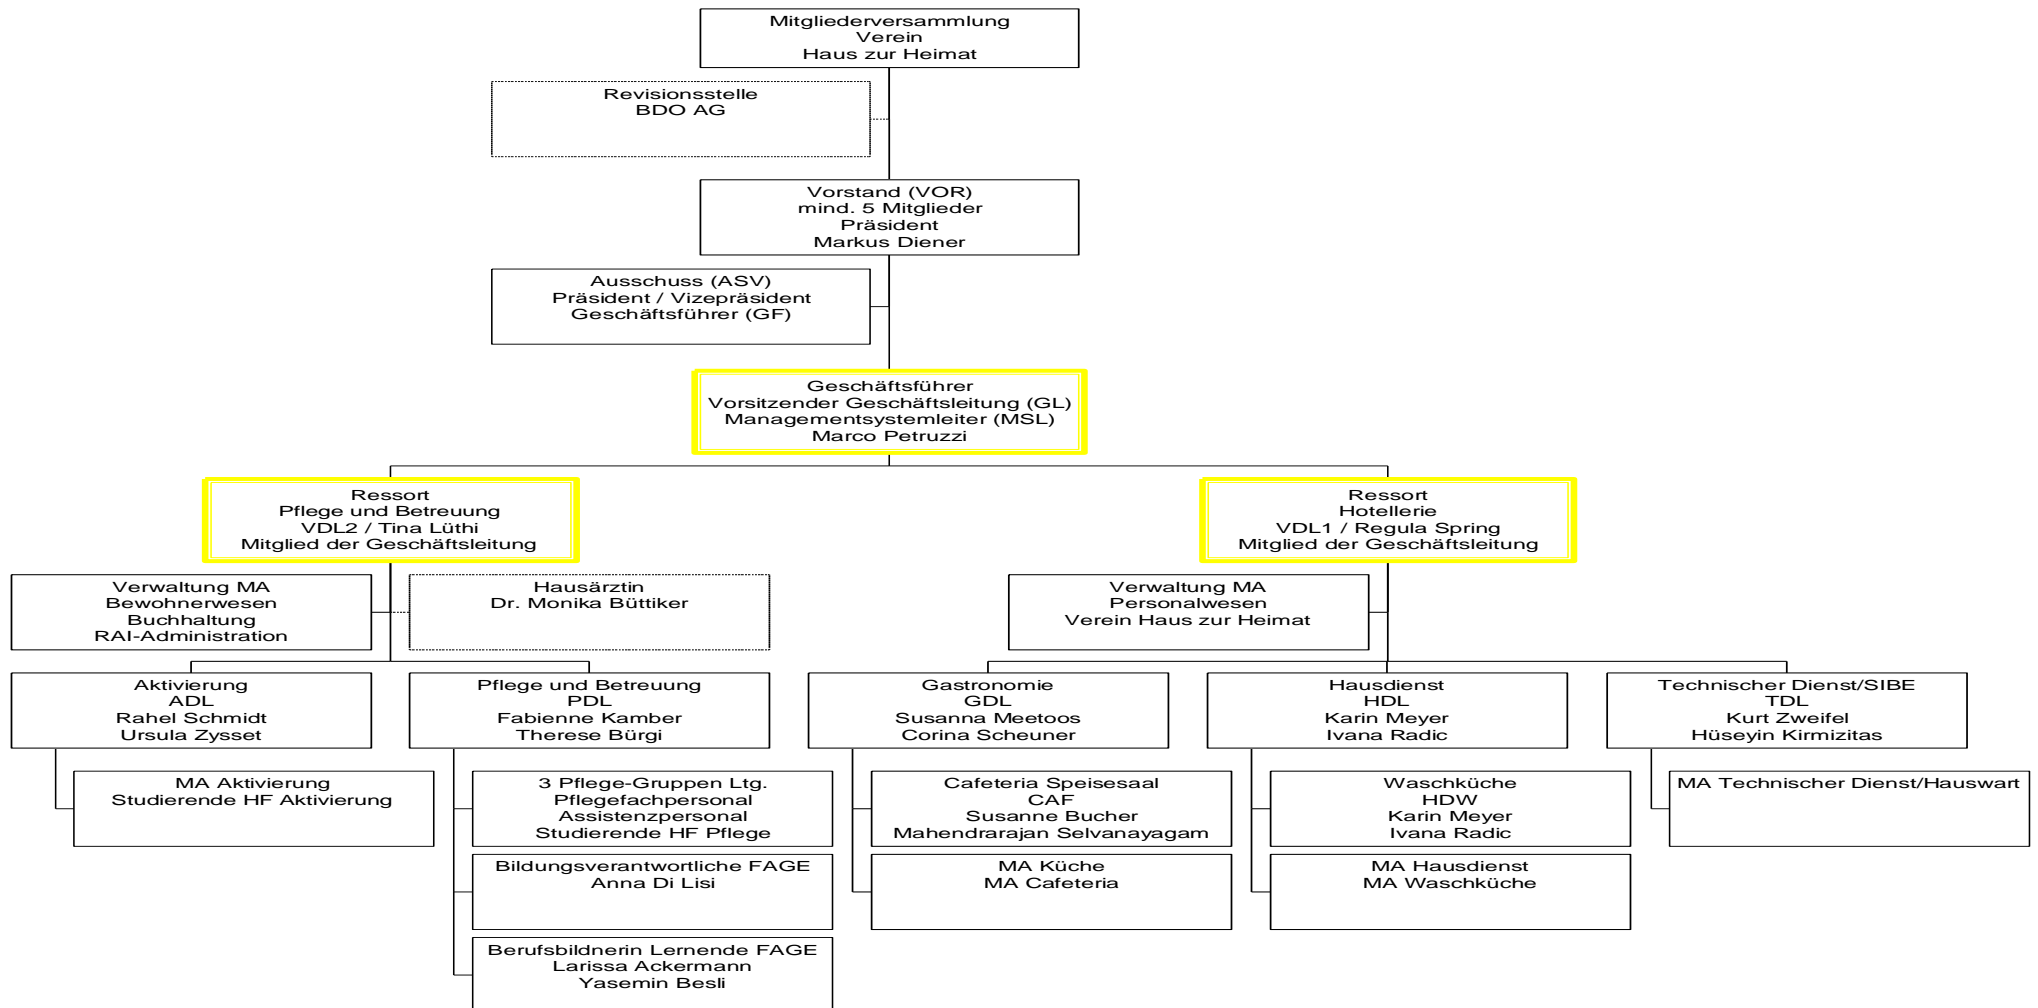 Mitgliederversammlung
Verein
Haus zur Heimat
Revisionsstelle
BDO AG
Vorstand (VOR)
mind. 5 Mitglieder
Präsident
Markus Diener
Ausschuss (ASV)
Präsident / Vizepräsident
Geschäftsführer (GF)
Geschäftsführer
Vorsitzender Geschäftsleitung (GL)
Managementsystemleiter (MSL)
Marco Petruzzi
Ressort
Pflege und Betreuung
VDL2 / Tina Lüthi
Mitglied der Geschäftsleitung
Ressort
Hotellerie
VDL1 / Regula Spring
Mitglied der Geschäftsleitung
Verwaltung MA
Bewohnerwesen
Buchhaltung
RAI-Administration
Hausärztin
Dr. Monika Büttiker
Verwaltung MA
Personalwesen
Verein Haus zur Heimat
Aktivierung
ADL
Rahel Schmidt
Ursula Zysset
Pflege und Betreuung
PDL
Fabienne Kamber
Therese Bürgi
Gastronomie
GDL
Susanna Meetoos
Corina Scheuner
Hausdienst
HDL
Karin Meyer
Ivana Radic
Technischer Dienst/SIBE
TDL
Kurt Zweifel
Hüseyin Kirmizitas
MA Aktivierung
Studierende HF Aktivierung
3 Pflege-Gruppen Ltg.
Pflegefachpersonal
Assistenzpersonal
Studierende HF Pflege
Cafeteria Speisesaal
CAF
Susanne Bucher
Mahendrarajan Selvanayagam
Waschküche
HDW
Karin Meyer
Ivana Radic
MA Technischer Dienst/Hauswart
Bildungsverantwortliche FAGE
Anna Di Lisi
MA Küche
MA Cafeteria
MA Hausdienst
MA Waschküche
Berufsbildnerin Lernende FAGE
Larissa Ackermann
Yasemin Besli